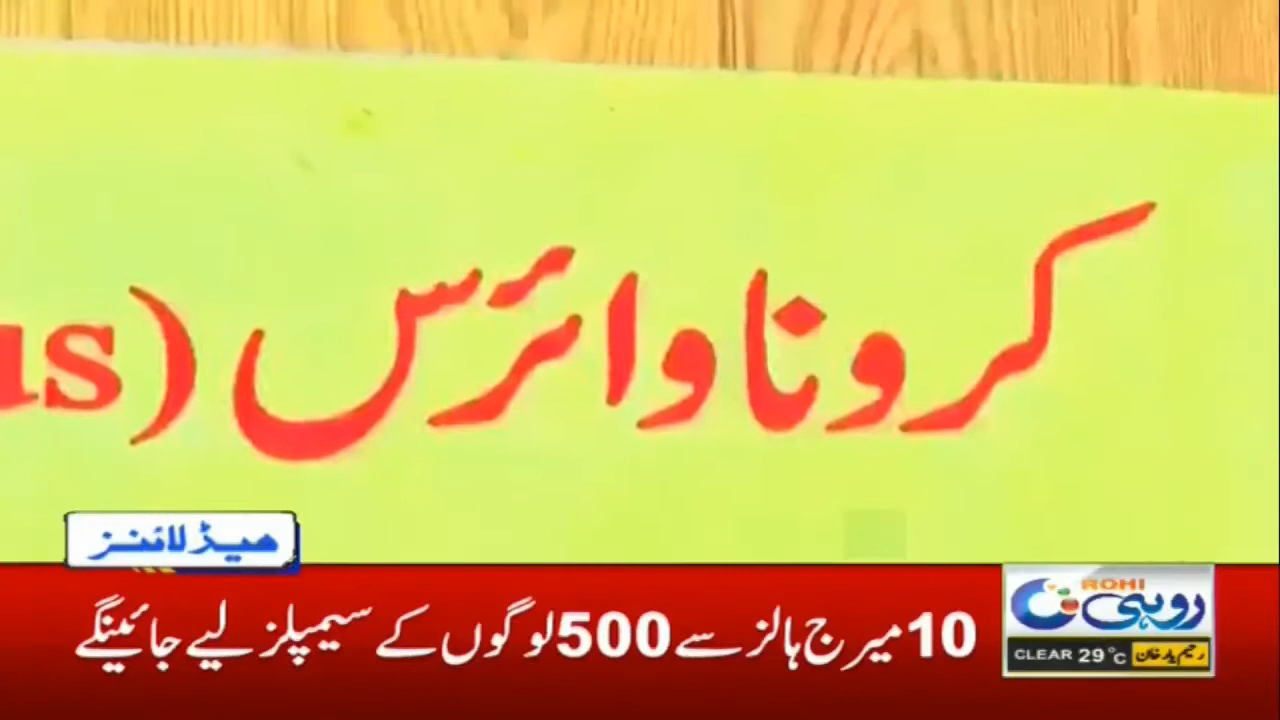 کرونا وائرس (us
ہیڈ لائنز
10 میرج ہالز سے 500 لوگوں کے سیمپلز لیے جائینگے
ROHI
روہی
CLEAR 29°C رحیم یار خان